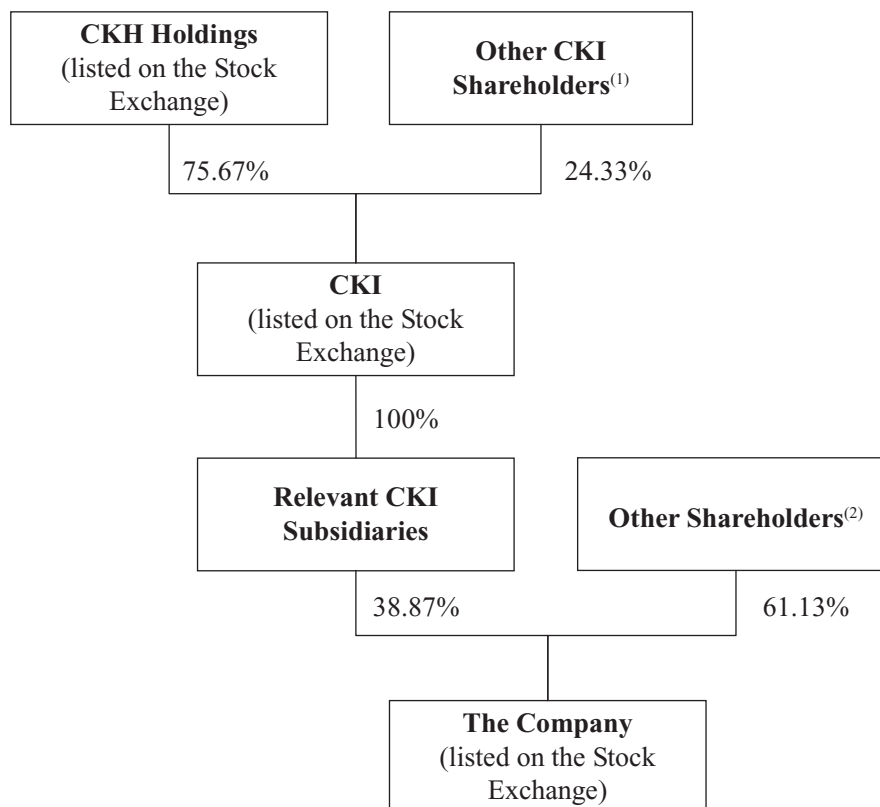 CKH Holdings
(listed on the Stock
Exchange)
Other CKI
Shareholders(1)
75.67%
24.33%
CKI
(listed on the Stock
Exchange)
100%
Relevant CKI
Subsidiaries
Other Shareholders(2)
38.87%
61.13%
The Company
(listed on the Stock
Exchange)